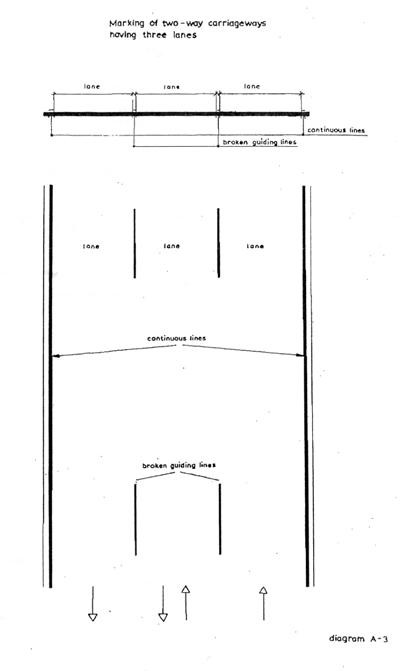 Marking of two-way carriageways
having three lanes
lane lane lane
continuous lines
broken guiding lines
lane lane lane
continuous lines
broken guiding lines
diagram A-3